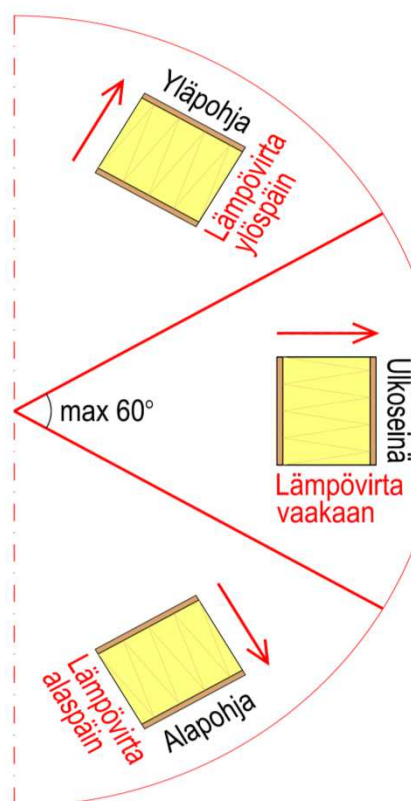 Yläpohja
Lämpövirta
ylöspäin
max 60°
Ulkoseinä
Lämpövirta
vaakaan
Lämpövirta
alaspäin
Alapohja